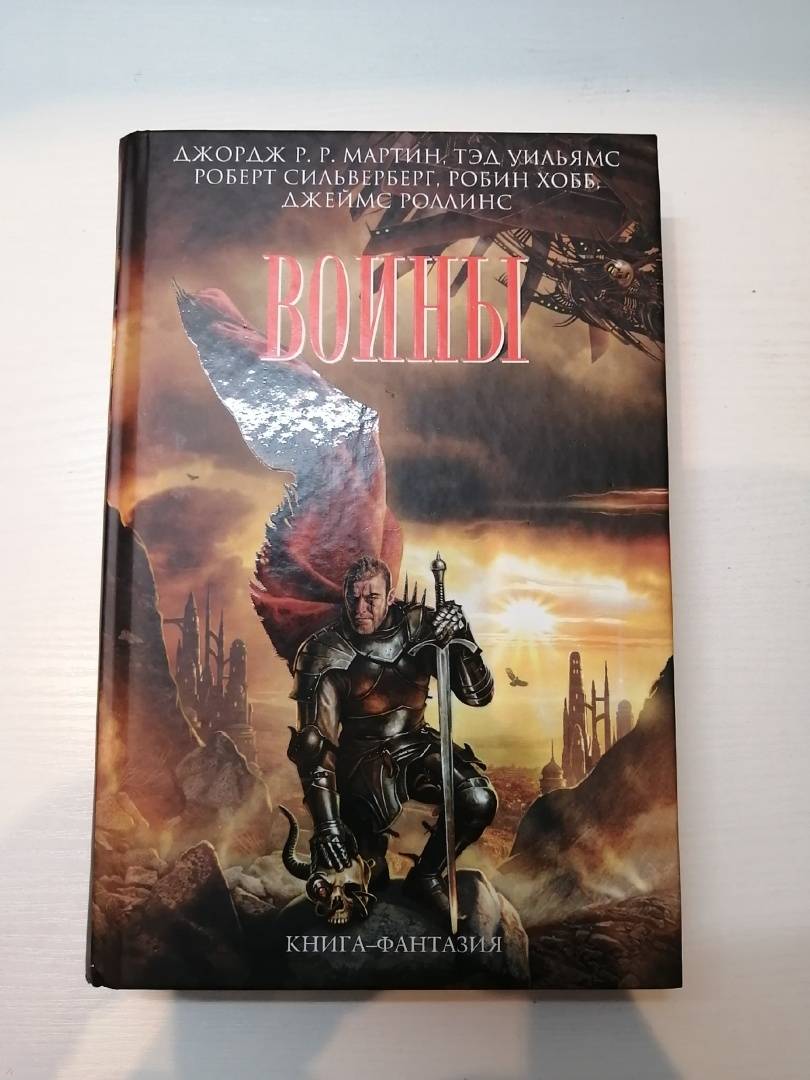 ДЖОРДЖ Р. Р. МАРТИН, ТЭД УИЛЬЯМС
РОБЕРТ СИЛЬВЕРБЕРГ, РОБИН ХОББ,
ДЖЕЙМС РОЛЛИНС
ВОИНЫ
КНИГА–ФАНТАЗИЯ